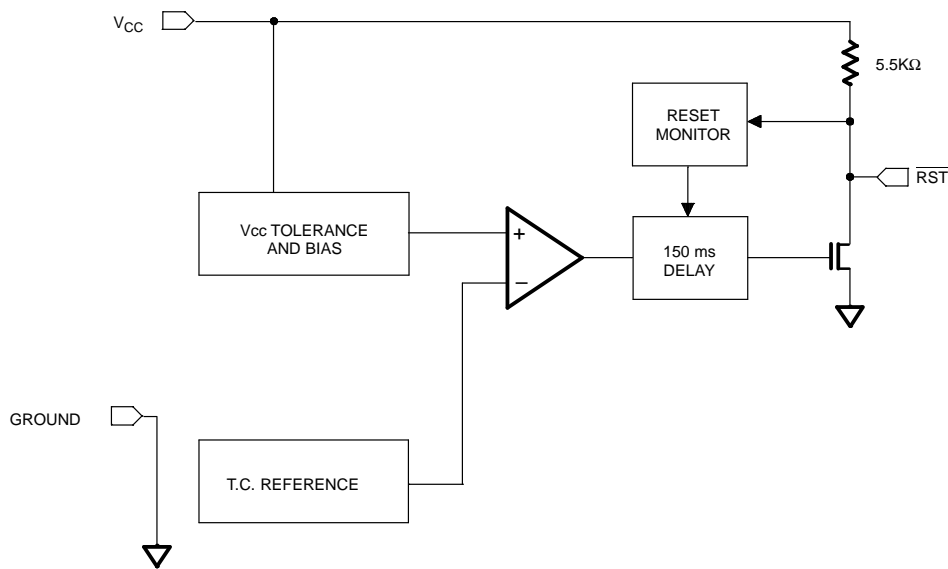 VCC
5.5KΩ
RESET
MONITOR
RST
Vcc TOLERANCE
AND BIAS
+
−
150 ms
DELAY
GROUND
T.C. REFERENCE